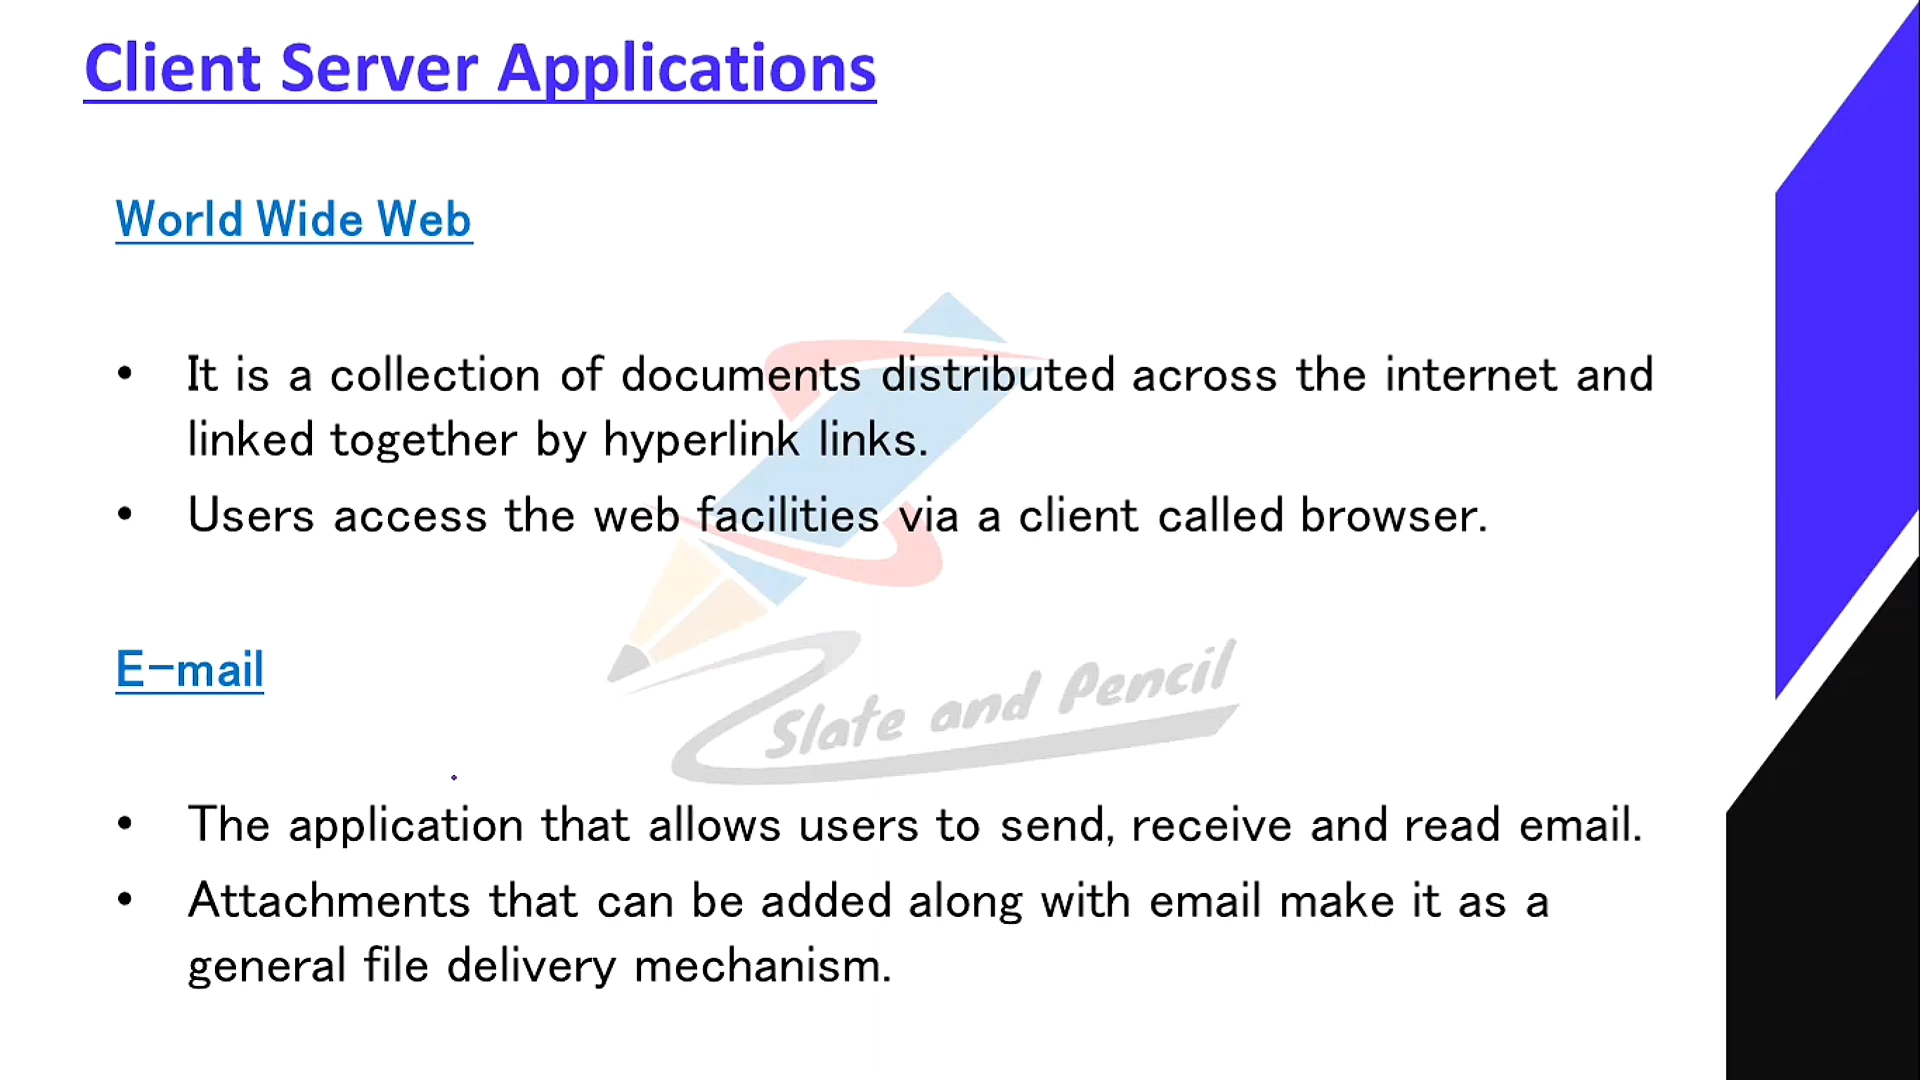 Client Server Applications
World Wide Web
• It is a collection of documents distributed across the internet and
linked together by hyperlink links.
• Users access the web facilities via a client called browser.
E-mail
Slate and Pencil
• The application that allows users to send, receive and read email.
• Attachments that can be added along with email make it as a
general file delivery mechanism.